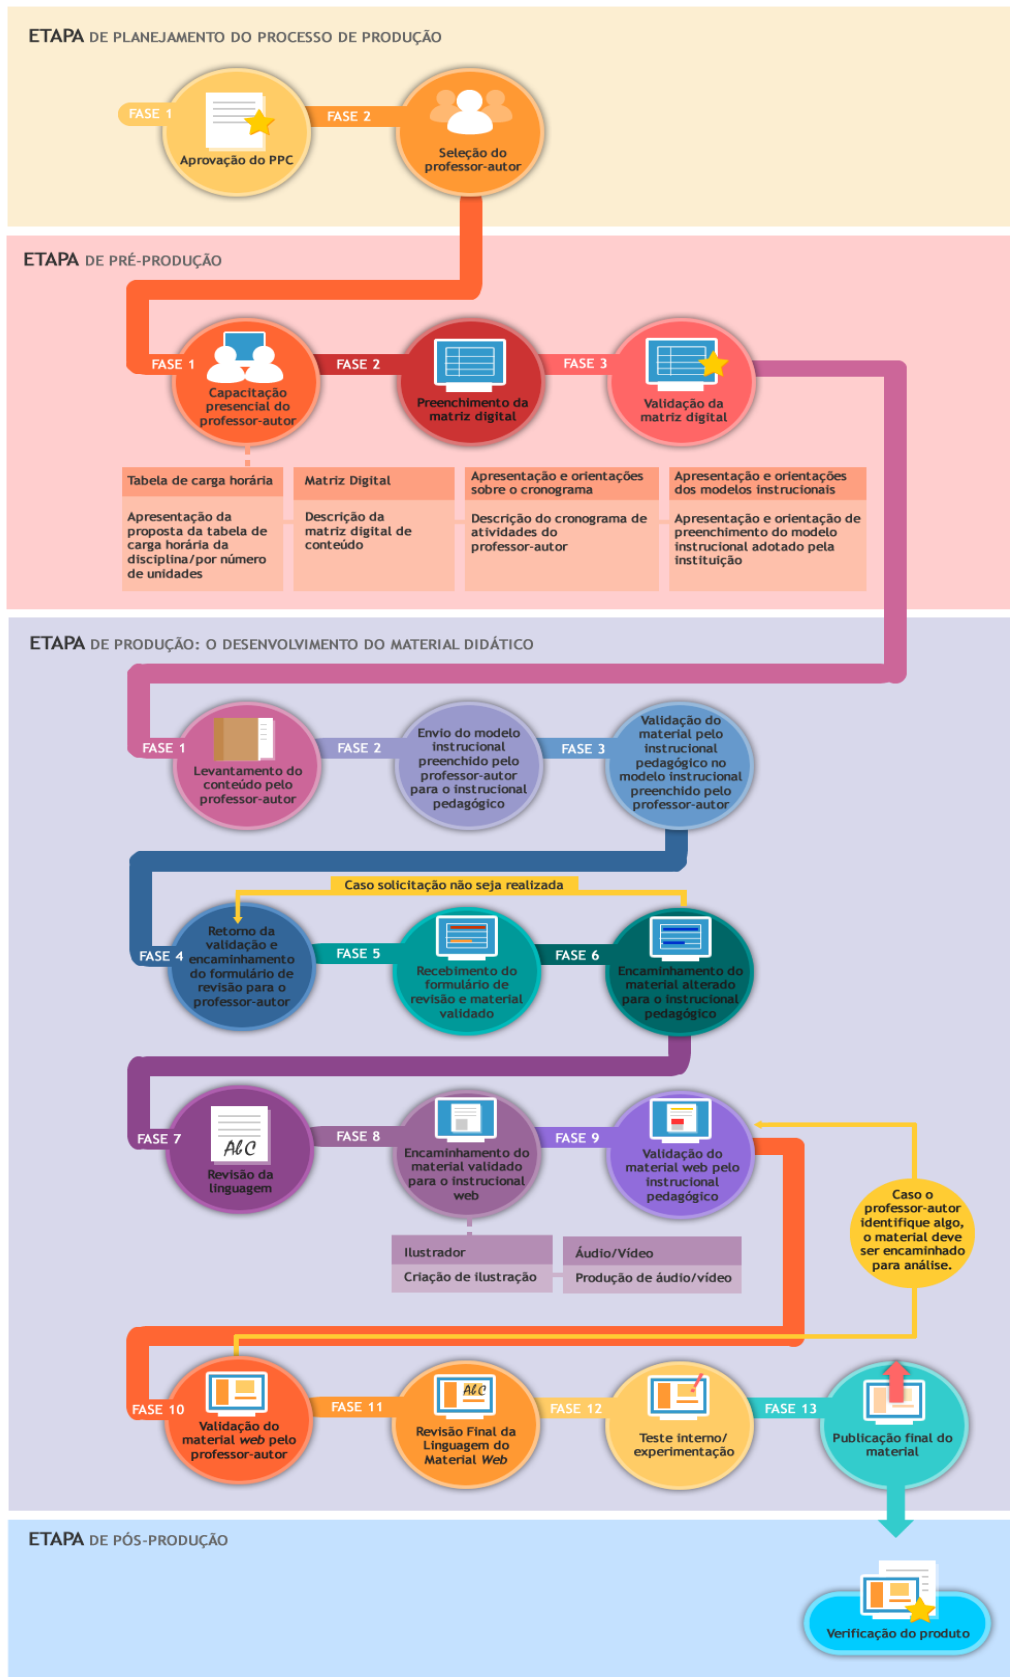 ETAPA DE PLANEJAMENTO DO PROCESSO DE PRODUÇÃO
FASE 1
Aprovação do PPC
FASE 2
Seleção do
professor-autor
ETAPA DE PRÉ-PRODUÇÃO
FASE 1
Capacitação
presencial do
professor-autor
FASE 2
Preenchimento da
matriz digital
FASE 3
Validação da
matriz digital
Tabela de carga horária
Apresentação da
proposta da tabela de
carga horária da
disciplina/por número
de unidades
Matriz Digital
Descrição da
matriz digital de
conteúdo
Apresentação e orientações
sobre o cronograma
Descrição do cronograma de
atividades do
professor-autor
Apresentação e orientações
dos modelos instrucionais
Apresentação e orientação de
preenchimento do modelo
instrucional adotado pela
instituição
ETAPA DE PRODUÇÃO: O DESENVOLVIMENTO DO MATERIAL DIDÁTICO
FASE 1
Levantamento do
conteúdo pelo
professor-autor
FASE 2
Envio do modelo
instrucional
preenchido pelo
professor-autor
para o instrucional
pedagógico
FASE 3
Validação do
material pelo
instrucional
pedagógico no
modelo instrucional
preenchido pelo
professor-autor
Caso solicitação não seja realizada
FASE 4
Retorno da
validação e
encaminhamento
do formulário de
revisão para o
professor-autor
FASE 5
Recebimento do
formulário de
revisão e material
validado
FASE 6
Encaminhamento do
material alterado
para o instrucional
pedagógico
FASE 7
AbC
Revisão da
linguagem
FASE 8
Encaminhamento do
material validado
para o instrucional
web
FASE 9
Validação do
material web pelo
instrucional
pedagógico
Ilustrador
Criação de ilustração
Áudio/Vídeo
Produção de áudio/vídeo
Caso o
professor-autor
identifique algo,
o material deve
ser encaminhado
para análise.
FASE 10
Validação do
material web pelo
professor-autor
FASE 11
AbC
Revisão Final da
Linguagem do
Material Web
FASE 12
Teste interno/
experimentação
FASE 13
Publicação final do
material
ETAPA DE PÓS-PRODUÇÃO
Verificação do produto